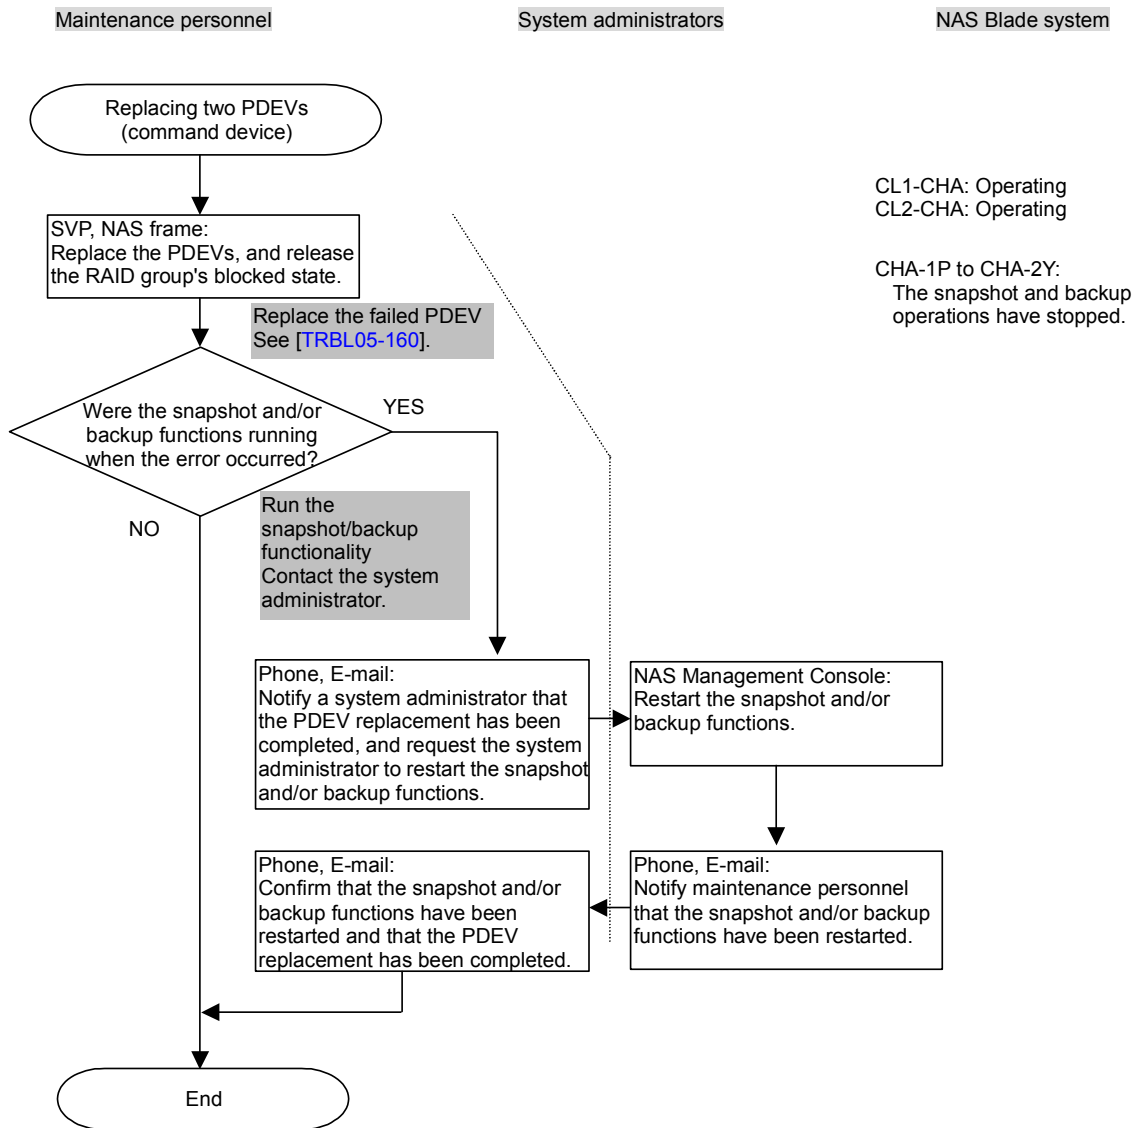 Maintenance personnel
System administrators
NAS Blade system
Replacing two PDEVs
(command device)
CL1-CHA: Operating
CL2-CHA: Operating
CHA-1P to CHA-2Y:
The snapshot and backup
operations have stopped.
SVP, NAS frame:
Replace the PDEVs, and release
the RAID group's blocked state.
Replace the failed PDEV
See [TRBL05-160].
Were the snapshot and/or
backup functions running
when the error occurred?
YES
NO
Run the
snapshot/backup
functionality
Contact the system
administrator.
Phone, E-mail:
Notify a system administrator that
the PDEV replacement has been
completed, and request the system
administrator to restart the snapshot
and/or backup functions.
NAS Management Console:
Restart the snapshot and/or
backup functions.
Phone, E-mail:
Confirm that the snapshot and/or
backup functions have been
restarted and that the PDEV
replacement has been completed.
Phone, E-mail:
Notify maintenance personnel
that the snapshot and/or backup
functions have been restarted.
End